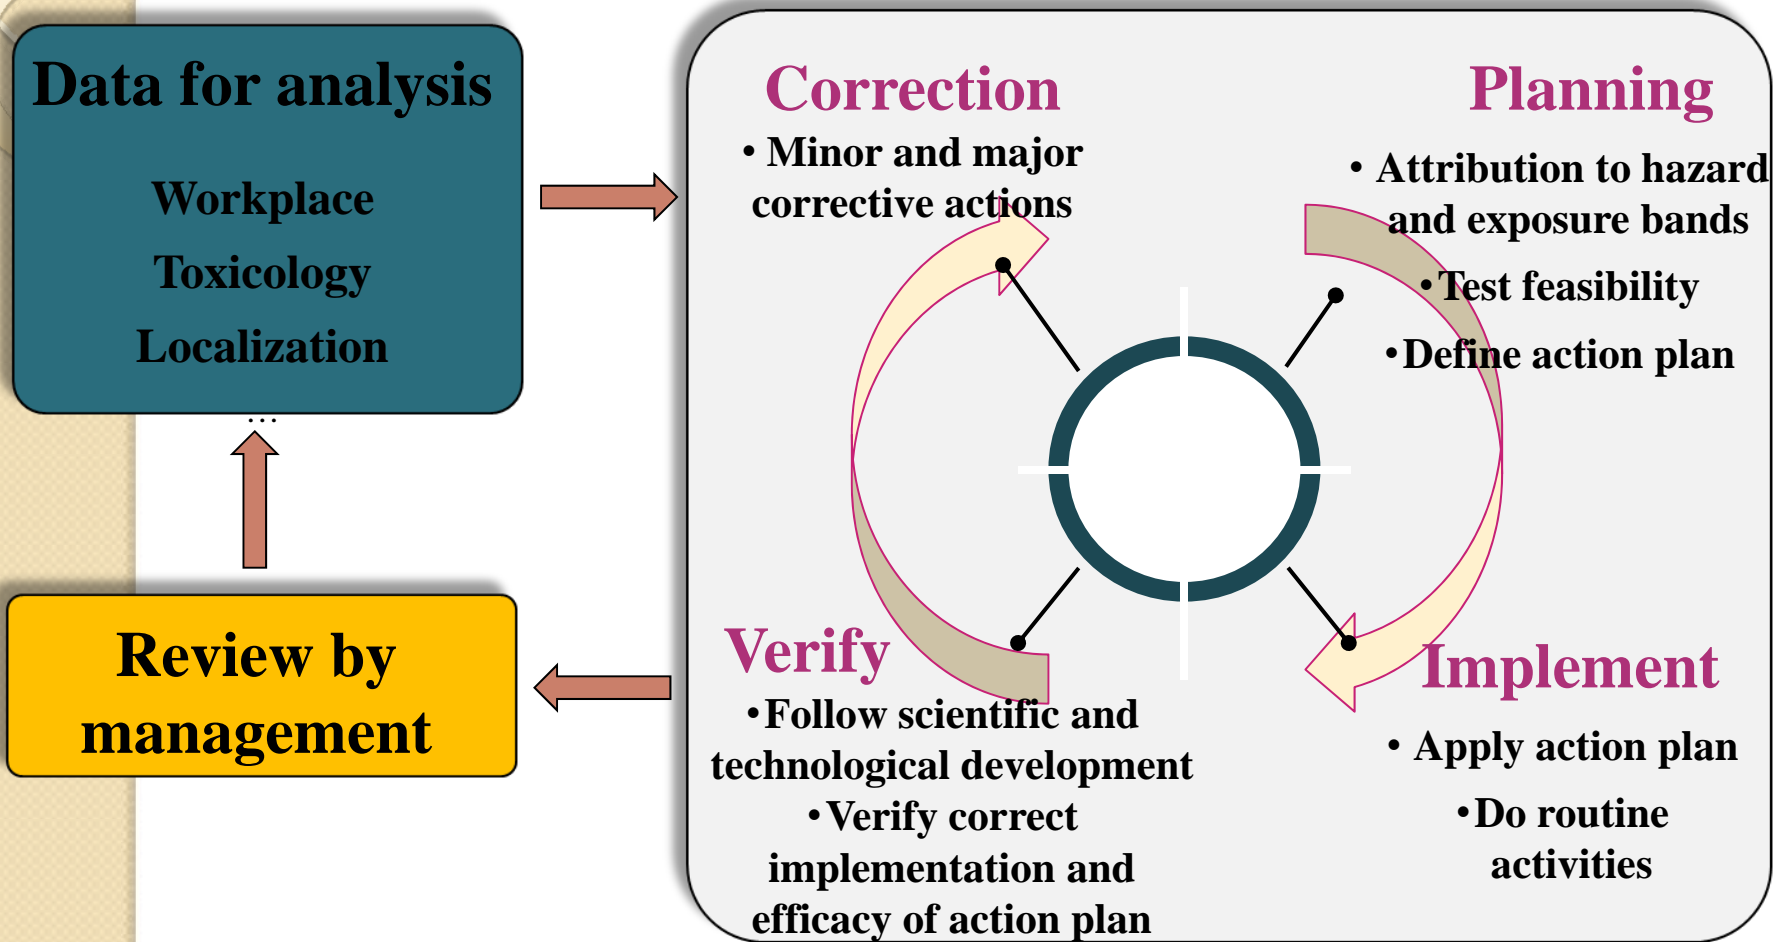 Data for analysis
Workplace
Toxicology
Localization
...
Review by
management
Correction
• Minor and major
corrective actions
Planning
• Attribution to hazard
and exposure bands
•Test feasibility
•Define action plan
Verify
•Follow scientific and
technological development
•Verify correct
implementation and
efficacy of action plan
Implement
• Apply action plan
•Do routine
activities